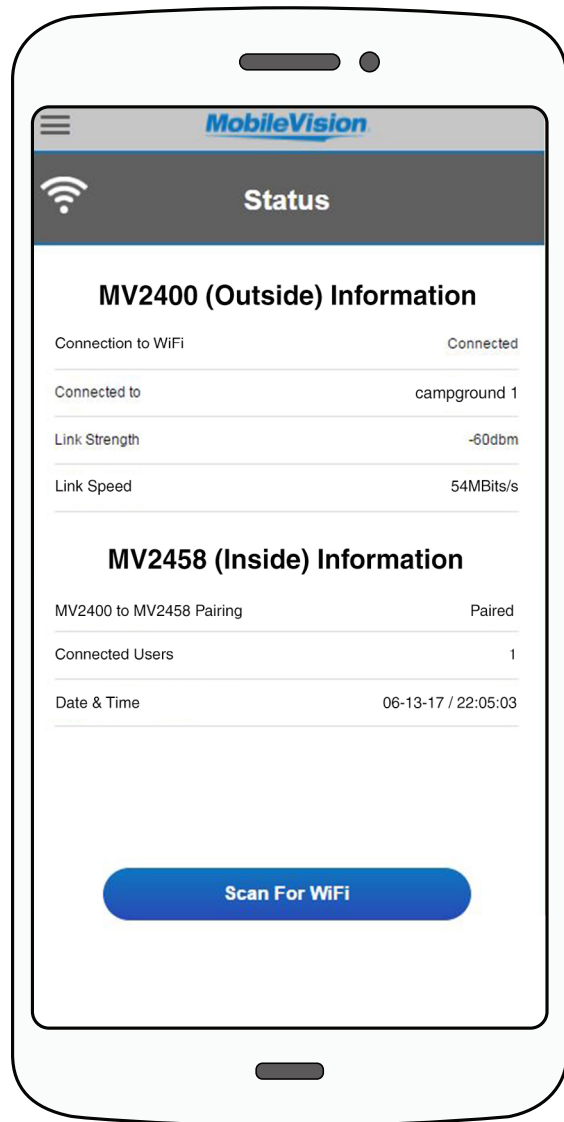 MobileVision
Status
MV2400 (Outside) Information
Connection to WiFi Connected
Connected to campground 1
Link Strength -60dbm
Link Speed 54MBits/s
MV2458 (Inside) Information
MV2400 to MV2458 Pairing Paired
Connected Users 1
Date & Time 06-13-17 / 22:05:03
Scan For WiFi